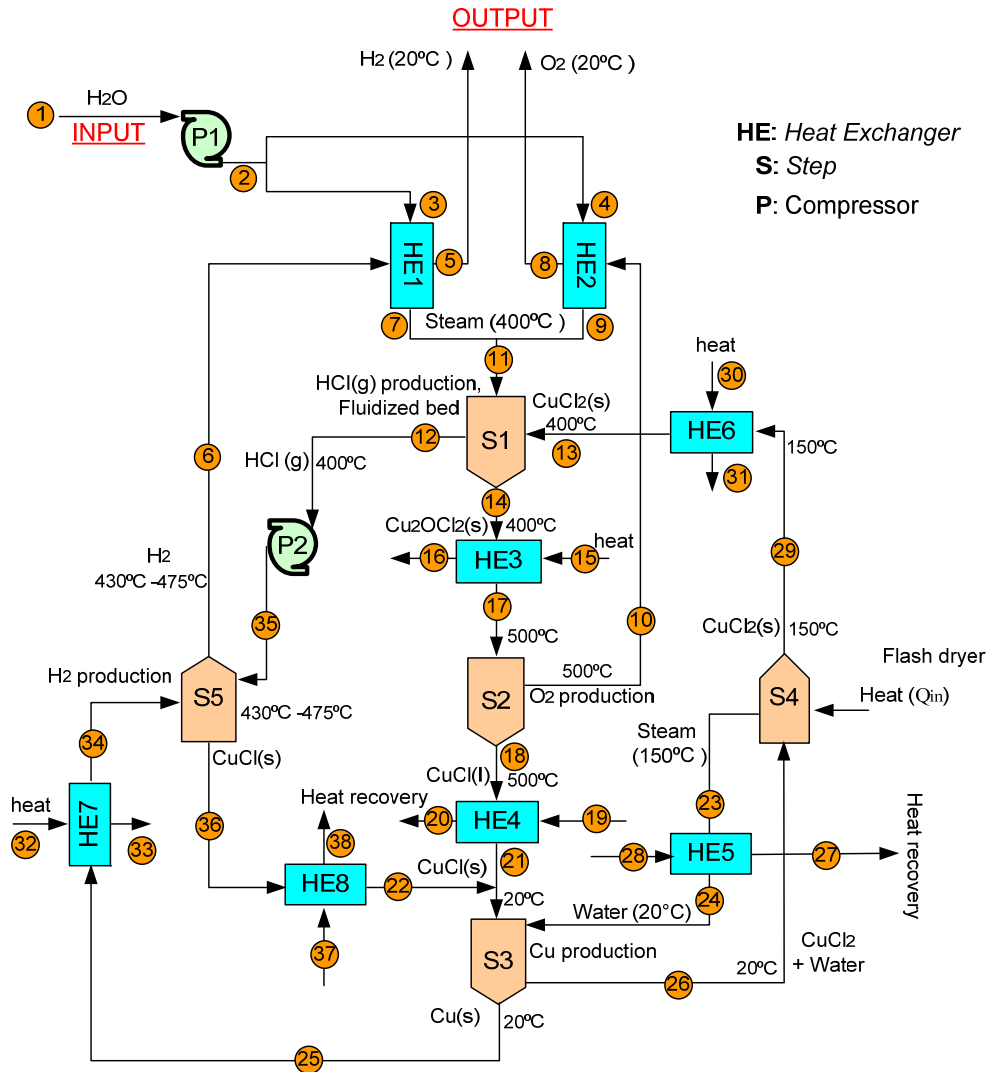 OUTPUT
H2 (20ºC )
O2 (20ºC )
1
H2O
INPUT
P1
2
HE: Heat Exchanger
S: Step
P: Compressor
3
4
HE1
5
8
HE2
7
Steam (400ºC )
9
11
heat
30
HCl(g) production,
Fluidized bed
CuCl2(s)
400ºC
12
S1
13
HE6
150ºC
31
6
HCl (g)
400ºC
14
Cu2OCl2(s)
400ºC
P2
16
HE3
15
heat
H2
430ºC -475ºC
17
10
29
35
500ºC
CuCl2(s)
150ºC
H2 production
S5
430ºC -475ºC
S2
500ºC
O2 production
Flash dryer
S4
Heat (Qin)
34
CuCl(s)
18
Steam
(150ºC )
CuCl(l)
500ºC
heat
32
HE7
33
36
Heat recovery
38
20
HE4
19
23
28
HE5
27
Heat recovery
21
HE8
22
CuCl(s)
20ºC
24
Water (20°C)
37
S3
Cu production
CuCl2
+ Water
20ºC
26
Cu(s)
20ºC
25